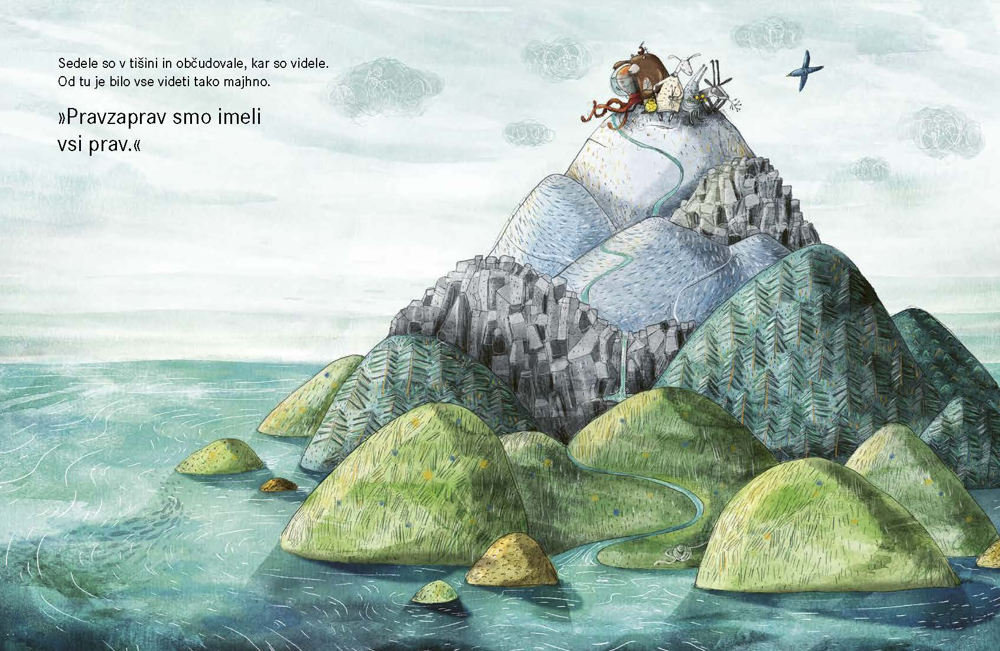 Sedele so v tišini in občudovale, kar so videle.
Od tu je bilo vse videti tako majhno.
»Pravzaprav smo imeli
vsi prav.«